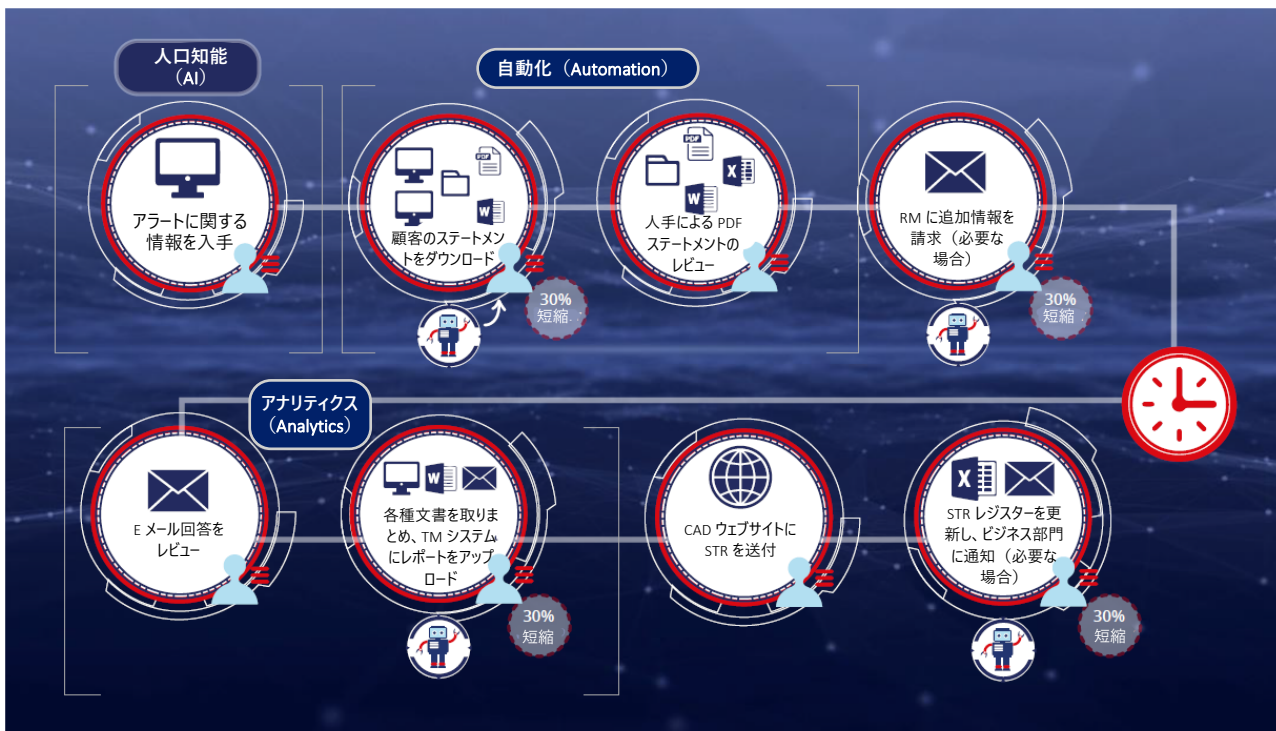 人口知能
（AI）
自動化（Automation）
アラートに関する
情報を入手
PDF
W
顧客のステートメン
トをダウンロード
30%
短縮
PDF
X
W
人手による PDF
ステートメントの
レビュー
RM に追加情報を
請求（必要な
場合）
30%
短縮
アナリティクス
（Analytics）
E メール回答を
レビュー
W
各種文書を取りま
とめ、TM システム
にレポートをアップ
ロード
30%
短縮
CAD ウェブサイトに
STR を送付
X
STR レジスターを更
新し、ビジネス部門
に通知（必要な
場合）
30%
短縮